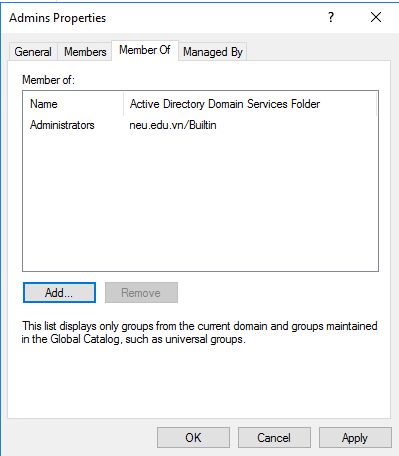 Admins Properties
?
General Members Member Of Managed By
Member of:
Name Active Directory Domain Services Folder
Administrators neu.edu.vn/Builtin
Add... Remove
This list displays only groups from the current domain and groups maintained
in the Global Catalog, such as universal groups.
OK Cancel Apply